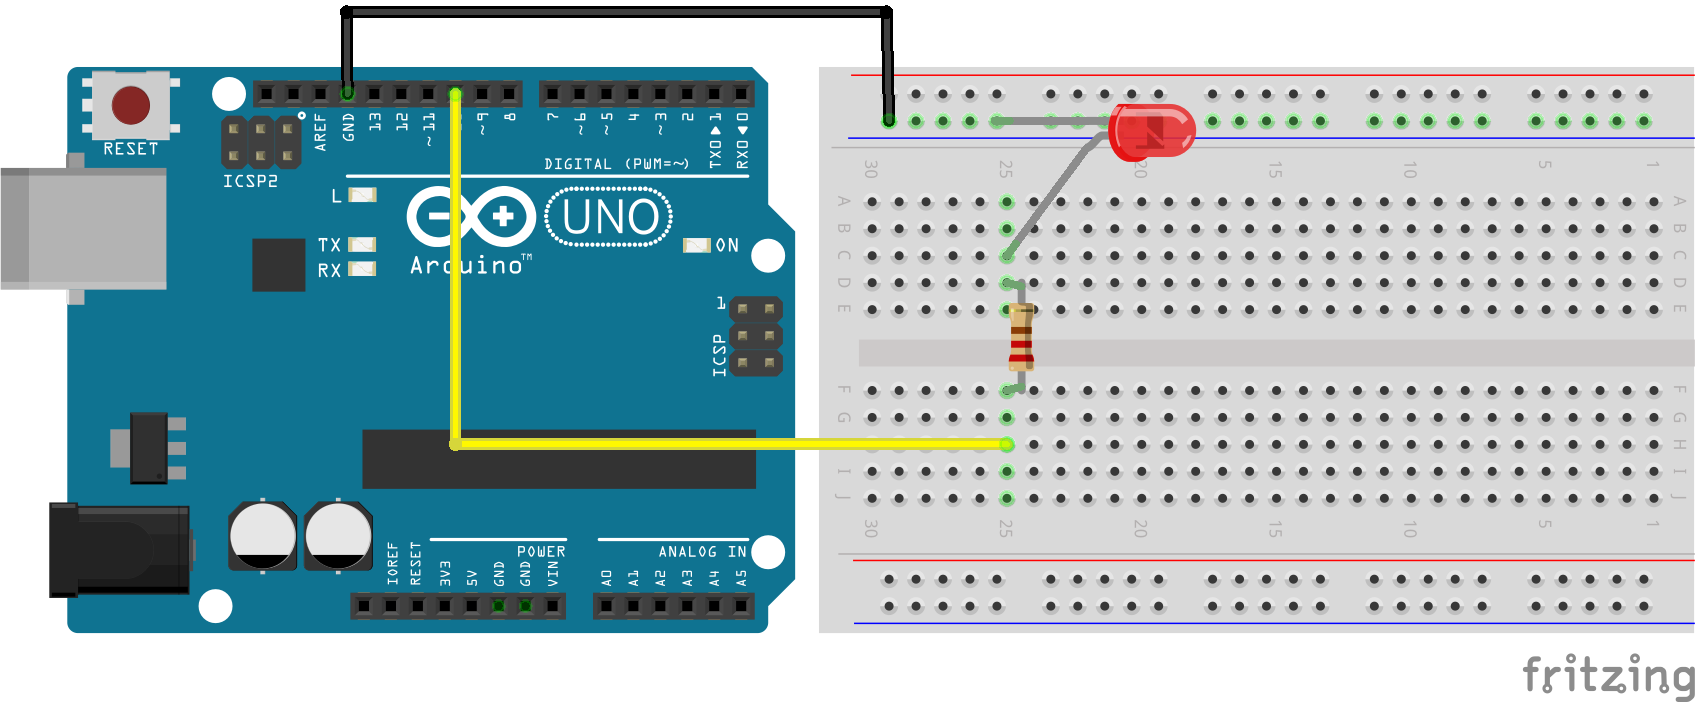 RESET
ICSP2
AREF
GND
13
12
~11
~9
8
7
~6
~5
4
~3
2
TX0▶1
RX0◀0
DIGITAL (PWM=~)
L
TX
RX
UNO
ON
Arduino™
1
ICSP
IOREF
RESET
3V3
5V
GND
GND
VIN
POWER
ANALOG IN
A0
A1
A2
A3
A4
A5
30 25 20 15 10 5 1
A A
B B
C C
D D
E E
F F
G G
H H
I I
J J
30 25 20 15 10 5 1
fritzing